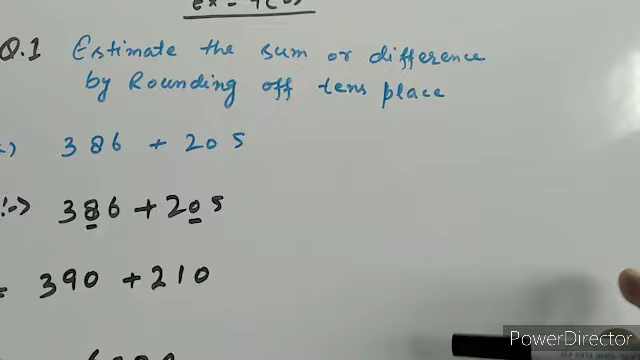 Q.1 Estimate the sum or difference
by Rounding off tens place
386 + 205
:-> 386 + 205
= 390 + 210
PowerDirector